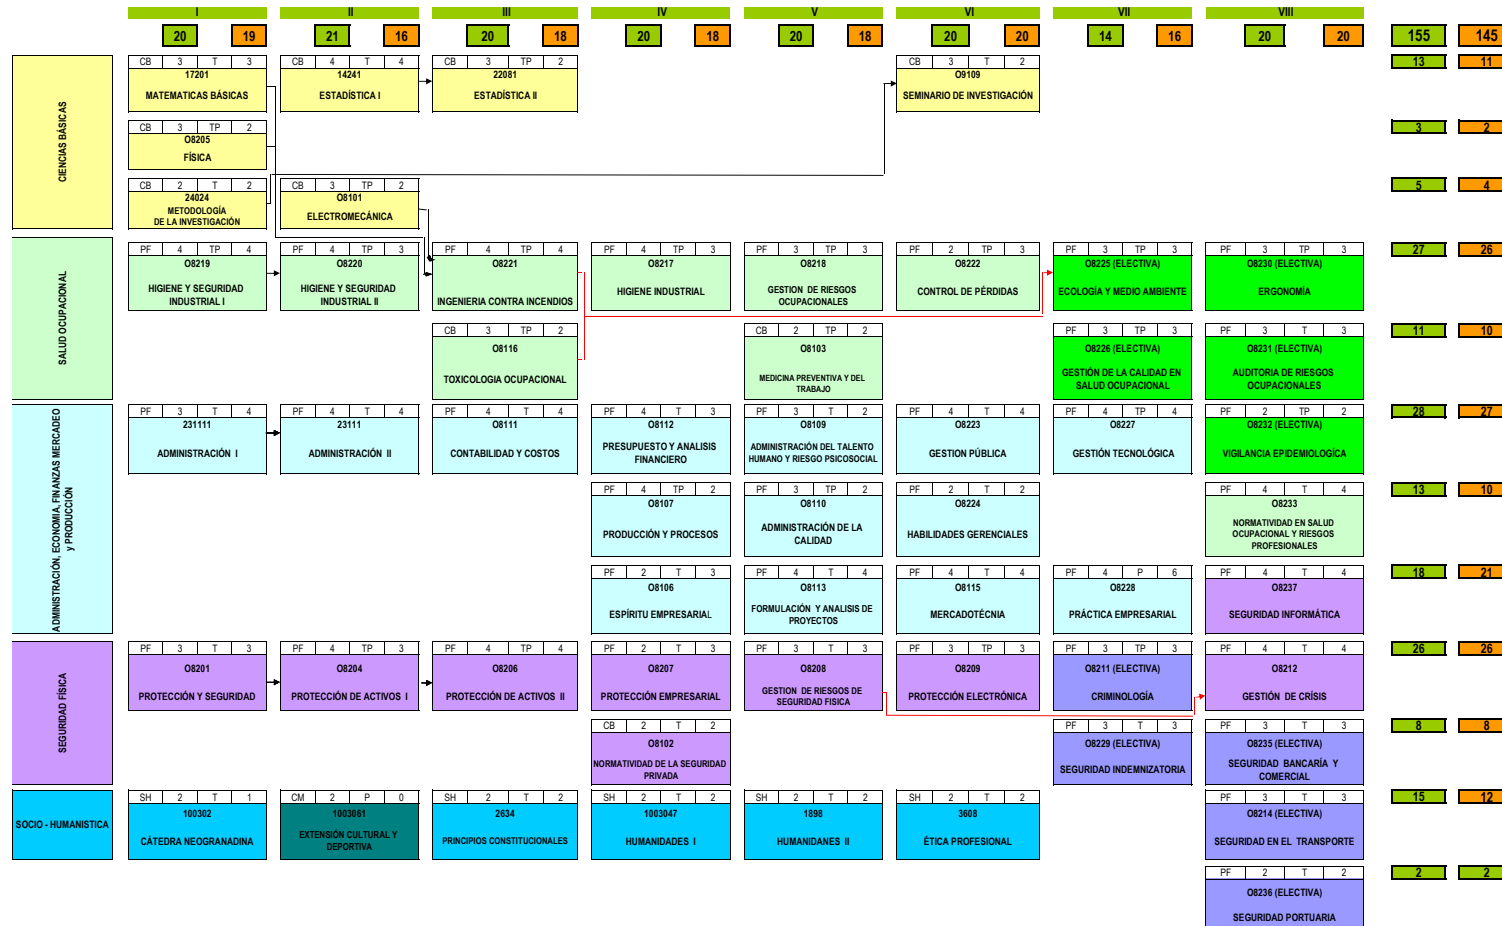 I II III IV V VI VII VIII
20 19 21 16 20 18 20 18 20 18 20 20 14 16 20 20 155 145
CIENCIAS BÁSICAS
CB 3 T 3 CB 4 T 4 CB 3 TP 2 CB 3 T 2 13 11
17201 14241 22081 O9109
MATEMATICAS BÁSICAS ESTADÍSTICA I ESTADÍSTICA II SEMINARIO DE INVESTIGACIÓN
CB 3 TP 2 3 2
O8205
FÍSICA
CB 2 T 2 CB 3 TP 2 5 4
24024 O8101
METODOLOGÍA
DE LA INVESTIGACIÓN
ELECTROMECÁNICA
SALUD OCUPACIONAL
PF 4 TP 4 PF 4 TP 3 PF 4 TP 4 PF 4 TP 3 PF 3 TP 3 PF 2 TP 3 PF 3 TP 3 PF 3 TP 3 27 26
O8219 O8220 O8221 O8217 O8218 O8222 O8225 (ELECTIVA) O8230 (ELECTIVA)
HIGIENE Y SEGURIDAD
INDUSTRIAL I
HIGIENE Y SEGURIDAD
INDUSTRIAL II
INGENIERIA CONTRA INCENDIOS
HIGIENE INDUSTRIAL
GESTION DE RIESGOS
OCUPACIONALES
CONTROL DE PÉRDIDAS
ECOLOGÍA Y MEDIO AMBIENTE
ERGONOMÍA
CB 3 TP 2 CB 2 TP 2 PF 3 TP 3 PF 3 T 3 11 10
O8116 O8103 O8226 (ELECTIVA) O8231 (ELECTIVA)
TOXICOLOGIA OCUPACIONAL
MEDICINA PREVENTIVA Y DEL
TRABAJO
GESTIÓN DE LA CALIDAD EN
SALUD OCUPACIONAL
AUDITORIA DE RIESGOS
OCUPACIONALES
ADMINISTRACIÓN, ECONOMIA, FINANZAS MERCADEO
y PRODUCCIÓN
PF 3 T 4 PF 4 T 4 PF 4 T 4 PF 4 T 3 PF 3 T 2 PF 4 T 4 PF 4 TP 4 PF 2 TP 2 28 27
231111 23111 O8111 O8112 O8109 O8223 O8227 O8232 (ELECTIVA)
ADMINISTRACIÓN I
ADMINISTRACIÓN II
CONTABILIDAD Y COSTOS
PRESUPUESTO Y ANALISIS
FINANCIERO
ADMINISTRACIÓN DEL TALENTO
HUMANO Y RIESGO PSICOSOCIAL
GESTION PÚBLICA
GESTIÓN TECNOLÓGICA
VIGILANCIA EPIDEMIOLOGÍCA
PF 4 TP 2 PF 3 TP 2 PF 2 T 2 PF 4 T 4 13 10
O8107 O8110 O8224 O8233
PRODUCCIÓN Y PROCESOS
ADMINISTRACIÓN DE LA
CALIDAD
HABILIDADES GERENCIALES
NORMATIVIDAD EN SALUD
OCUPACIONAL Y RIESGOS
PROFESIONALES
PF 2 T 3 PF 4 T 4 PF 4 T 4 PF 4 P 6 PF 4 T 4 18 21
O8106 O8113 O8115 O8228 O8237
ESPÍRITU EMPRESARIAL
FORMULACIÓN Y ANALISIS DE
PROYECTOS
MERCADOTÉCNIA
PRÁCTICA EMPRESARIAL
SEGURIDAD INFORMÁTICA
SEGURIDAD FÍSICA
PF 3 T 3 PF 4 TP 3 PF 4 TP 4 PF 2 T 3 PF 3 T 3 PF 3 TP 3 PF 3 TP 3 PF 4 T 4 26 26
O8201 O8204 O8206 O8207 O8208 O8209 O8211 (ELECTIVA) O8212
PROTECCIÓN Y SEGURIDAD
PROTECCIÓN DE ACTIVOS I
PROTECCIÓN DE ACTIVOS II
PROTECCIÓN EMPRESARIAL
GESTION DE RIESGOS DE
SEGURIDAD FISICA
PROTECCIÓN ELECTRÓNICA
CRIMINOLOGÍA
GESTIÓN DE CRÍSIS
CB 2 T 2 PF 3 T 3 PF 3 T 3 8 8
O8102 O8229 (ELECTIVA) O8235 (ELECTIVA)
NORMATIVIDAD DE LA SEGURIDAD
PRIVADA
SEGURIDAD INDEMNIZATORIA
SEGURIDAD BANCARÍA Y
COMERCIAL
SOCIO - HUMANISTICA
SH 2 T 1 CM 2 P 0 SH 2 T 2 SH 2 T 2 SH 2 T 2 SH 2 T 2 PF 3 T 3 15 12
100302 1003061 2634 1003047 1898 3608 O8214 (ELECTIVA)
CÁTEDRA NEOGRANADINA
EXTENSIÓN CULTURAL Y
DEPORTIVA
PRINCIPIOS CONSTITUCIONALES
HUMANIDADES I
HUMANIDANES II
ÉTICA PROFESIONAL
SEGURIDAD EN EL TRANSPORTE
PF 2 T 2 2 2
O8236 (ELECTIVA)
SEGURIDAD PORTUARIA